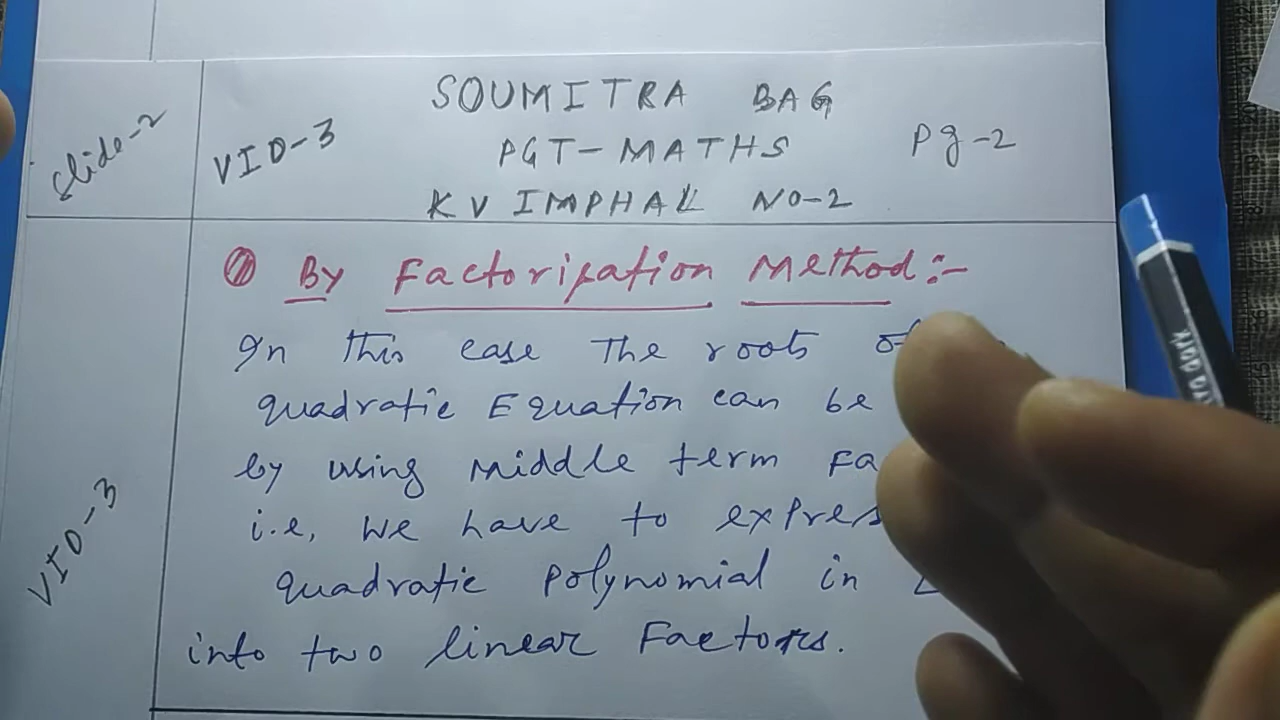 Slide-2
VID-3
SOUMITRA BAG
PGT-MATHS
KV IMPHAL NO-2
Pg-2
By Factorisation Method:-
In this case the roots of
quadratic Equation can be
by using Middle term
i.e, we have to
quadratic polynomial in
into two linear Factors.
VID-3